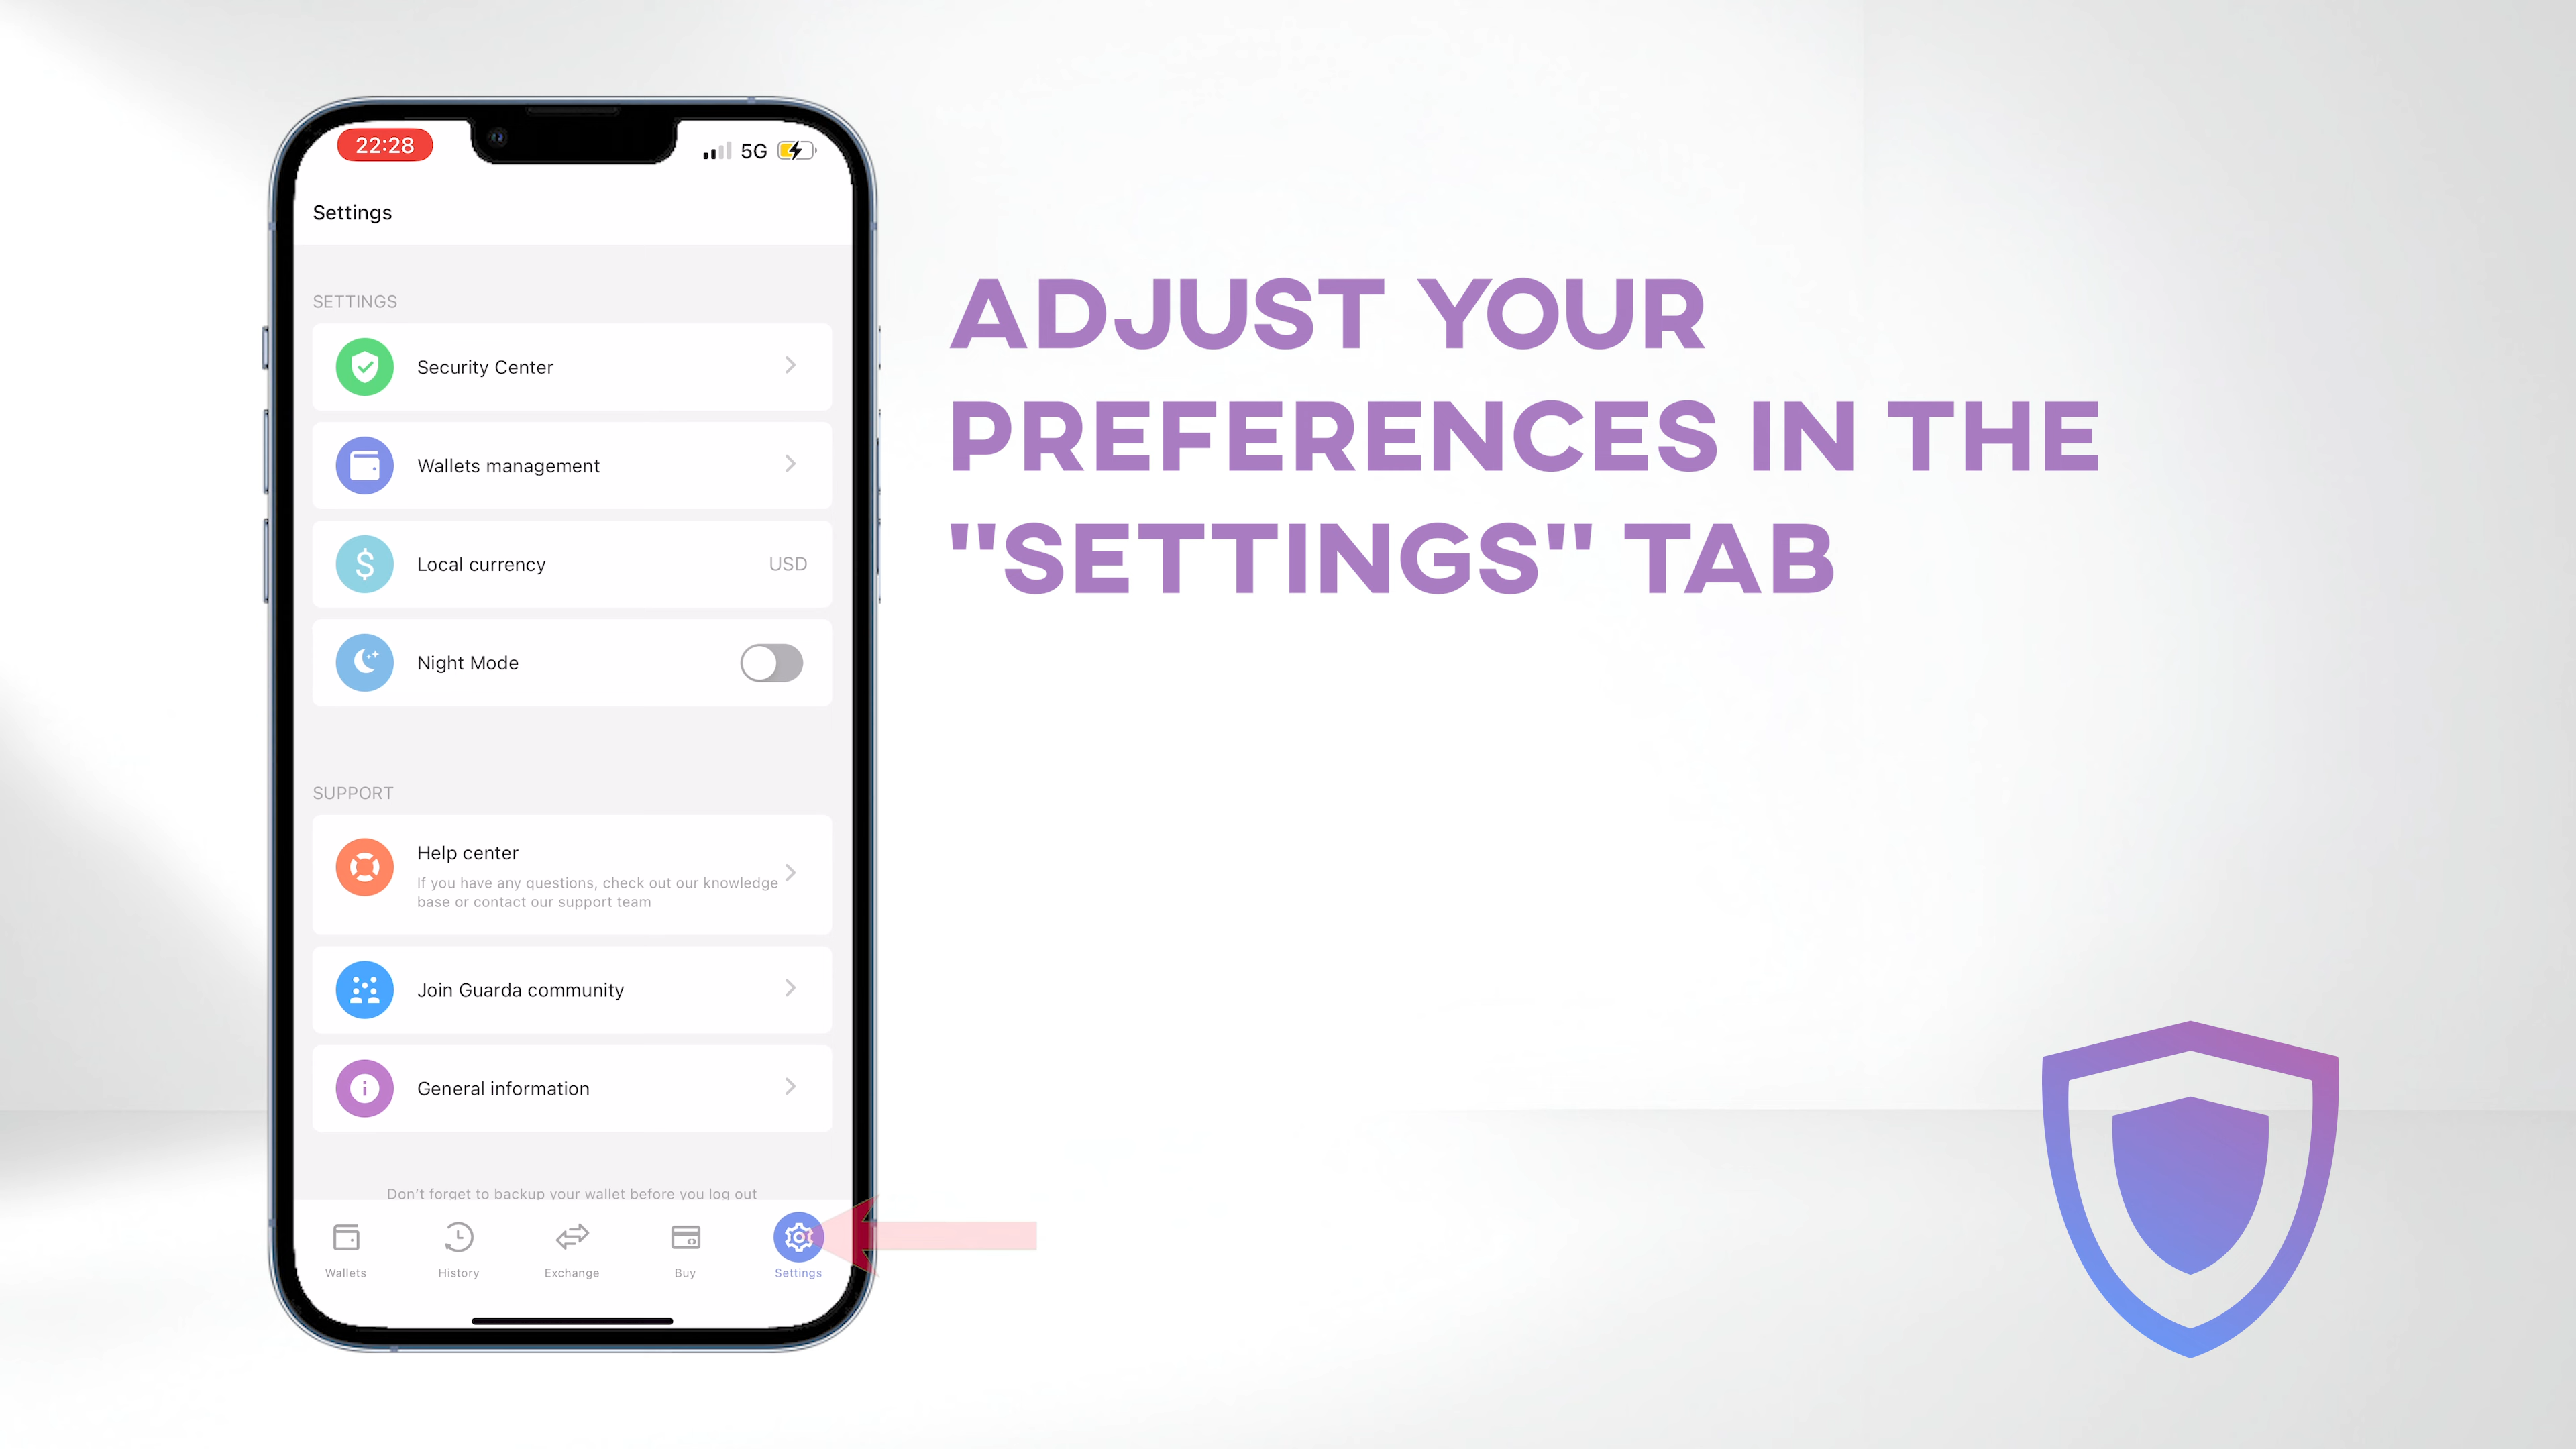 22:28
5G
Settings
SETTINGS
Security Center
Wallets management
Local currency USD
Night Mode
SUPPORT
Help center
If you have any questions, check out our knowledge
base or contact our support team
Join Guarda community
General information
Don't forget to backup your wallet before you log out
Wallets History Exchange Buy Settings
ADJUST YOUR
PREFERENCES IN THE
"SETTINGS" TAB